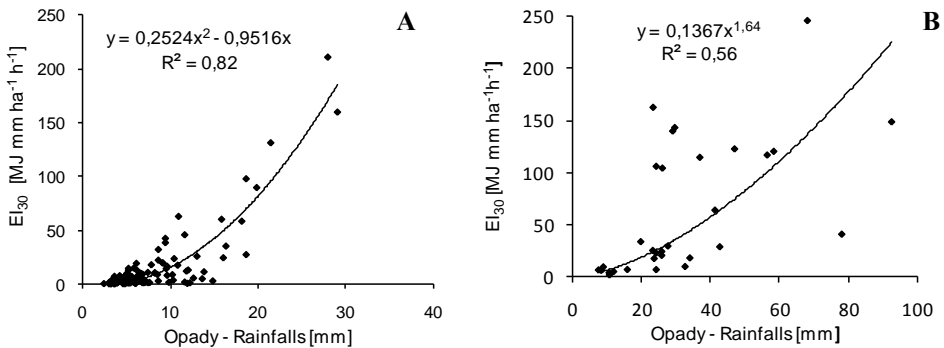 A
y = 0,2524x² - 0,9516x
R² = 0,82
EI₃₀ [MJ mm ha⁻¹ h⁻¹]
250
200
150
100
50
0
0 10 20 30 40
Opady - Rainfalls [mm]
B
y = 0,1367x¹,⁶⁴
R² = 0,56
EI₃₀ [MJ mm ha⁻¹h⁻¹]
250
200
150
100
50
0
0 20 40 60 80 100
Opady - Rainfalls [mm]